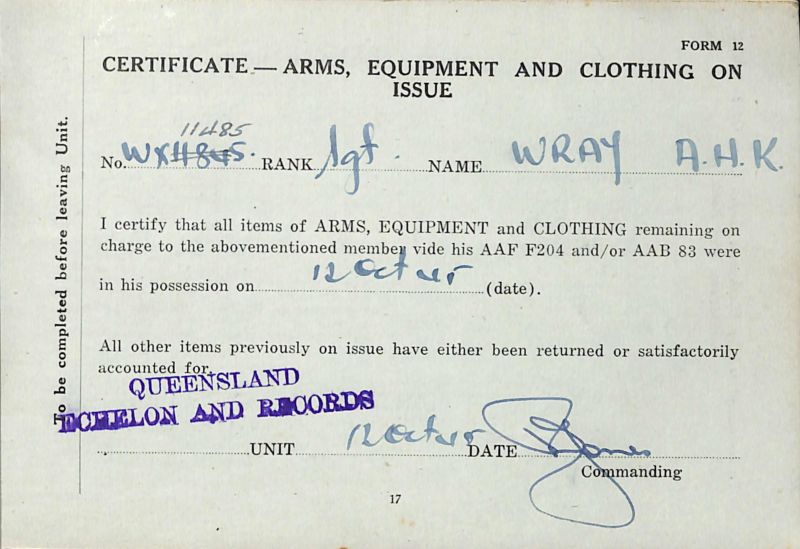 FORM 12
CERTIFICATE — ARMS, EQUIPMENT AND CLOTHING ON
ISSUE
To be completed before leaving Unit.
11485
No. WX11845. RANK Sgt. NAME WRAY A.H.K.
I certify that all items of ARMS, EQUIPMENT and CLOTHING remaining on
charge to the abovementioned member vide his AAF F204 and/or AAB 83 were
in his possession on 12 Oct 45 (date).
All other items previously on issue have either been returned or satisfactorily
accounted for.
QUEENSLAND
ECHELON AND RECORDS
UNIT 12 Oct 45 DATE
Commanding
17